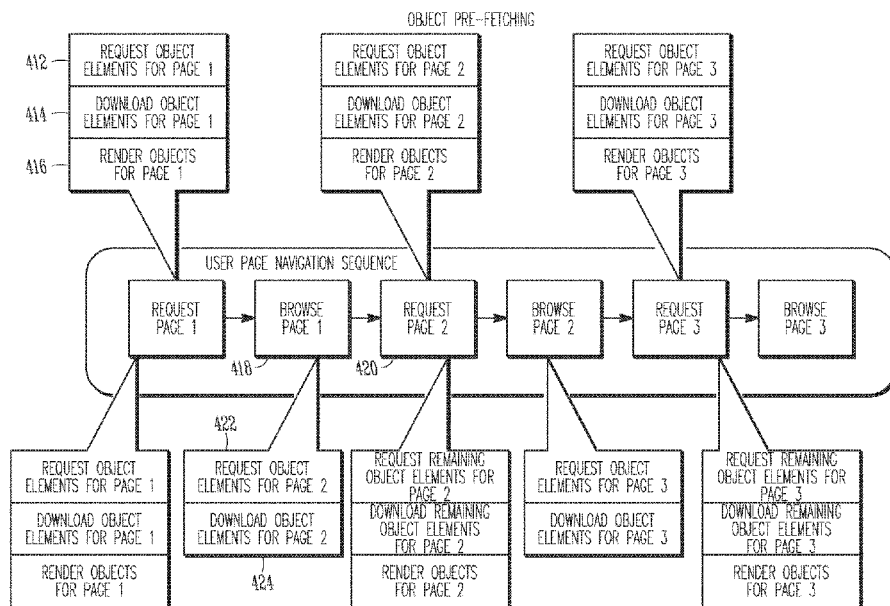 OBJECT PRE-FETCHING
412
REQUEST OBJECT
ELEMENTS FOR PAGE 1
414
DOWNLOAD OBJECT
ELEMENTS FOR PAGE 1
416
RENDER OBJECTS
FOR PAGE 1
REQUEST OBJECT
ELEMENTS FOR PAGE 2
DOWNLOAD OBJECT
ELEMENTS FOR PAGE 2
RENDER OBJECTS
FOR PAGE 2
REQUEST OBJECT
ELEMENTS FOR PAGE 3
DOWNLOAD OBJECT
ELEMENTS FOR PAGE 3
RENDER OBJECTS
FOR PAGE 3
USER PAGE NAVIGATION SEQUENCE
REQUEST
PAGE 1
BROWSE
PAGE 1
REQUEST
PAGE 2
BROWSE
PAGE 2
REQUEST
PAGE 3
BROWSE
PAGE 3
418
420
422
REQUEST OBJECT
ELEMENTS FOR PAGE 1
DOWNLOAD OBJECT
ELEMENTS FOR PAGE 1
RENDER OBJECTS
FOR PAGE 1
REQUEST OBJECT
ELEMENTS FOR PAGE 2
DOWNLOAD OBJECT
ELEMENTS FOR PAGE 2
424
REQUEST REMAINING
OBJECT ELEMENTS FOR
PAGE 2
DOWNLOAD REMAINING
OBJECT ELEMENTS
FOR PAGE 2
RENDER OBJECTS
FOR PAGE 2
REQUEST OBJECT
ELEMENTS FOR PAGE 3
DOWNLOAD OBJECT
ELEMENTS FOR PAGE 3
REQUEST REMAINING
OBJECT ELEMENTS FOR
PAGE 3
DOWNLOAD REMAINING
OBJECT ELEMENTS
FOR PAGE 3
RENDER OBJECTS
FOR PAGE 3